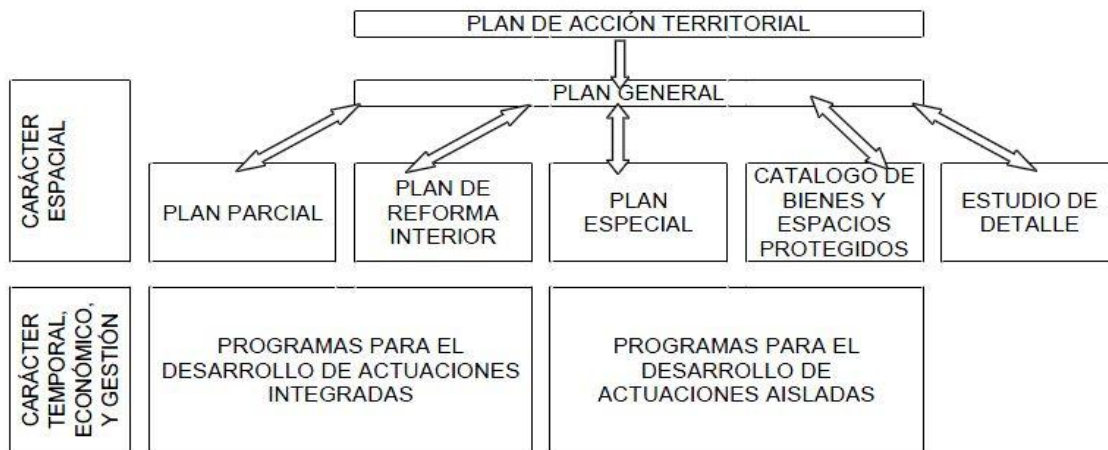 PLAN DE ACCIÓN TERRITORIAL
PLAN GENERAL
CARÁCTER
ESPACIAL
PLAN PARCIAL
PLAN DE
REFORMA
INTERIOR
PLAN
ESPECIAL
CATALOGO DE
BIENES Y
ESPACIOS
PROTEGIDOS
ESTUDIO DE
DETALLE
CARÁCTER
TEMPORAL,
ECONÓMICO,
Y GESTIÓN
PROGRAMAS PARA EL
DESARROLLO DE ACTUACIONES
INTEGRADAS
PROGRAMAS PARA EL
DESARROLLO DE
ACTUACIONES AISLADAS